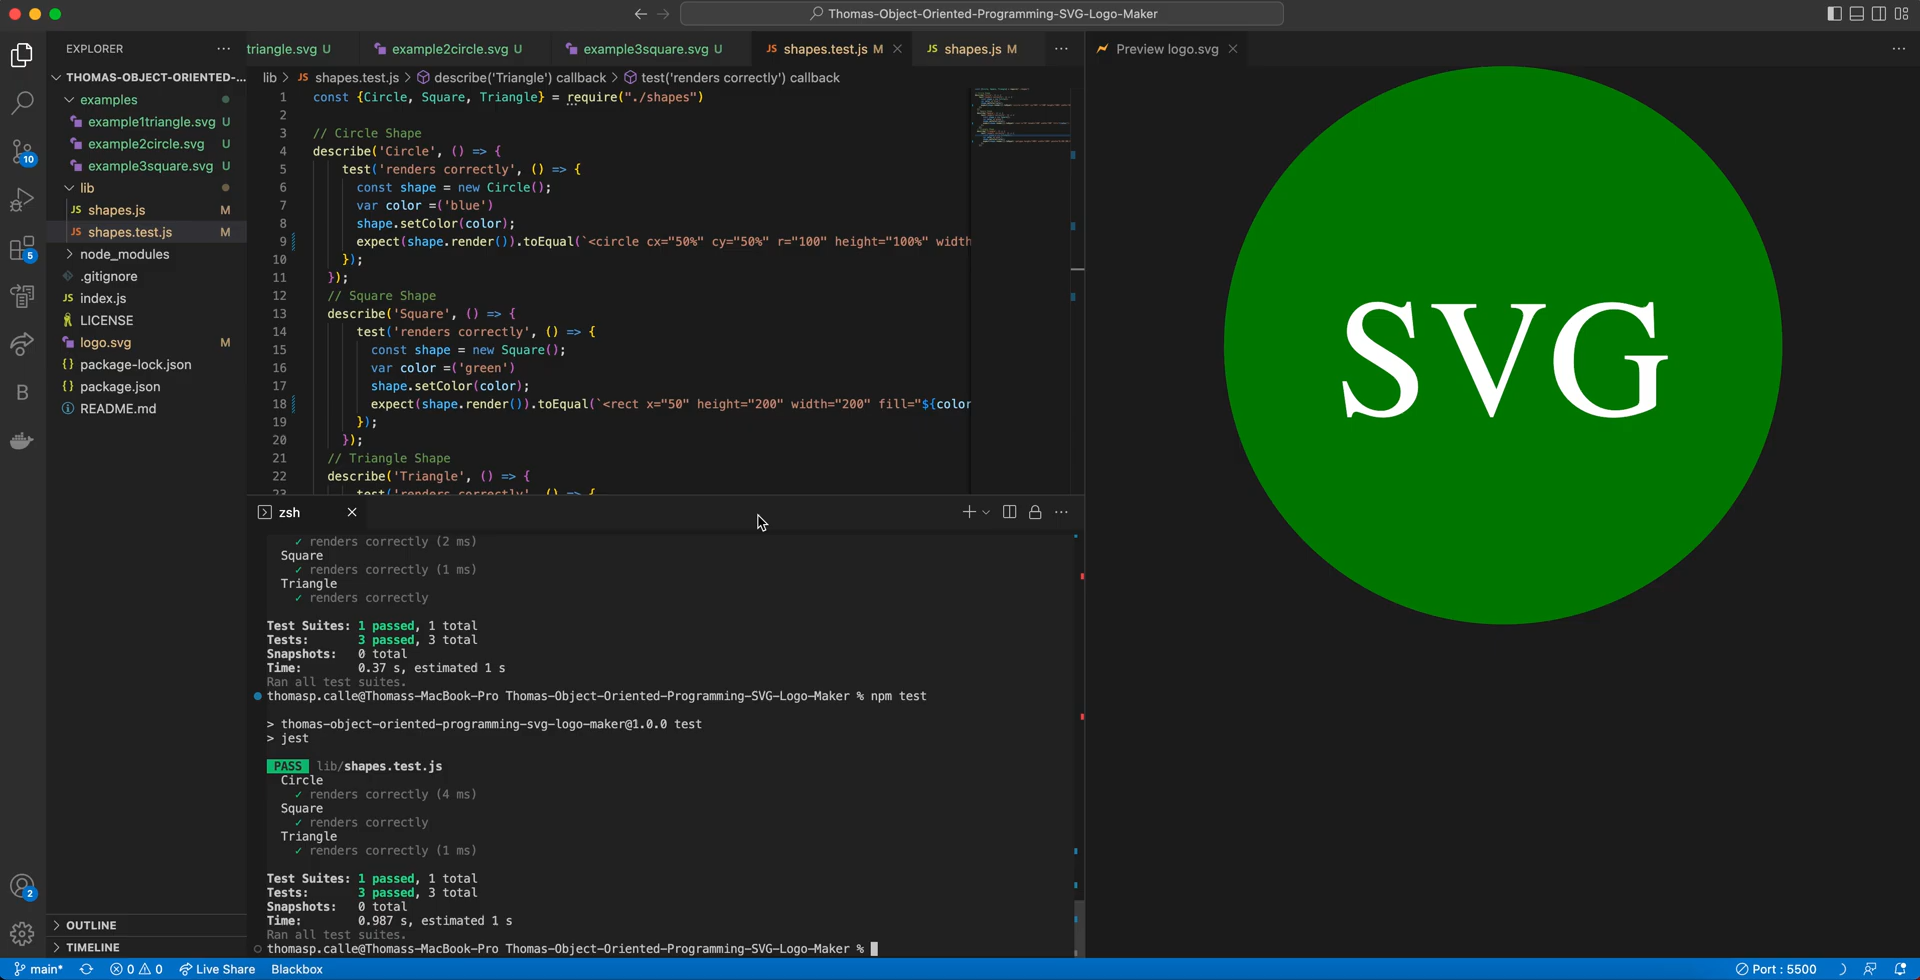 Thomas-Object-Oriented-Programming-SVG-Logo-Maker
EXPLORER
THOMAS-OBJECT-ORIENTED-...
examples
example1triangle.svg U
example2circle.svg U
example3square.svg U
lib
JS shapes.js M
JS shapes.test.js M
node_modules
.gitignore
JS index.js
LICENSE
logo.svg M
{} package-lock.json
{} package.json
README.md
OUTLINE
TIMELINE
10
5
B
2
triangle.svg U
example2circle.svg U
example3square.svg U
JS shapes.test.js M
JS shapes.js M
lib > JS shapes.test.js > describe('Triangle') callback > test('renders correctly') callback
1 const {Circle, Square, Triangle} = require("./shapes")
2
3 // Circle Shape
4 describe('Circle', () => {
5 test('renders correctly', () => {
6 const shape = new Circle();
7 var color =('blue')
8 shape.setColor(color);
9 expect(shape.render()).toEqual(`<circle cx="50%" cy="50%" r="100" height="100%" width
10 });
11 });
12 // Square Shape
13 describe('Square', () => {
14 test('renders correctly', () => {
15 const shape = new Square();
16 var color =('green')
17 shape.setColor(color);
18 expect(shape.render()).toEqual(`<rect x="50" height="200" width="200" fill="${color
19 });
20 });
21 // Triangle Shape
22 describe('Triangle', () => {
23 test('renders correctly', () => {
zsh
✓ renders correctly (2 ms)
Square
✓ renders correctly (1 ms)
Triangle
✓ renders correctly
Test Suites: 1 passed, 1 total
Tests: 3 passed, 3 total
Snapshots: 0 total
Time: 0.37 s, estimated 1 s
Ran all test suites.
thomasp.calle@Thomass-MacBook-Pro Thomas-Object-Oriented-Programming-SVG-Logo-Maker % npm test
> thomas-object-oriented-programming-svg-logo-maker@1.0.0 test
> jest
PASS lib/shapes.test.js
Circle
✓ renders correctly (4 ms)
Square
✓ renders correctly
Triangle
✓ renders correctly (1 ms)
Test Suites: 1 passed, 1 total
Tests: 3 passed, 3 total
Snapshots: 0 total
Time: 0.987 s, estimated 1 s
Ran all test suites.
thomasp.calle@Thomass-MacBook-Pro Thomas-Object-Oriented-Programming-SVG-Logo-Maker %
Preview logo.svg
SVG
main* 0 0 Live Share Blackbox
Port : 5500